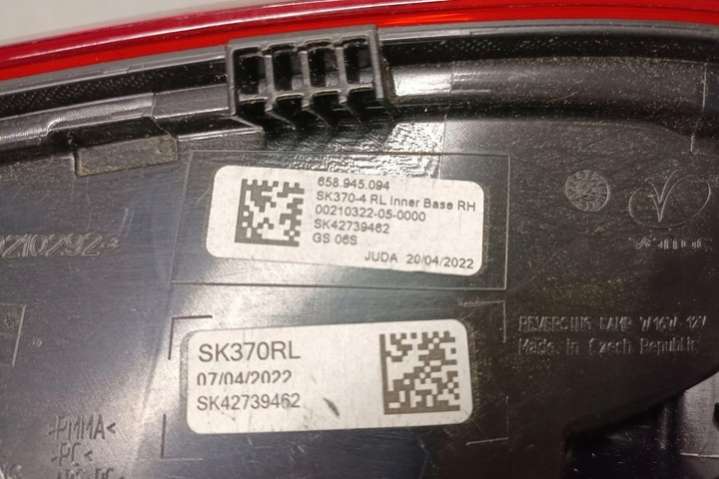 658.945.094
SK370-4 RL Inner Base RH
00210322-05-0000
SK42739462
GS 06S
JUDA 20/04/2022
SK370RL
07/04/2022
SK42739462
REVERSING LAMP W16W 12V
Made in Czech Republic
>PMMA<
>PC<